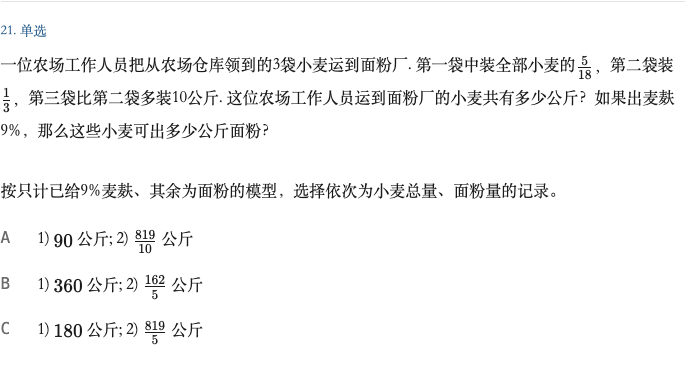 21. 单选
一位农场工作人员把从农场仓库领到的3袋小麦运到面粉厂. 第一袋中装全部小麦的 5/18 ，第二袋装
1/3 ，第三袋比第二袋多装10公斤. 这位农场工作人员运到面粉厂的小麦共有多少公斤？如果出麦麸
9%，那么这些小麦可出多少公斤面粉？
按只计已给9%麦麸、其余为面粉的模型，选择依次为小麦总量、面粉量的记录。
A 1) 90 公斤; 2) 819/10 公斤
B 1) 360 公斤; 2) 162/5 公斤
C 1) 180 公斤; 2) 819/5 公斤